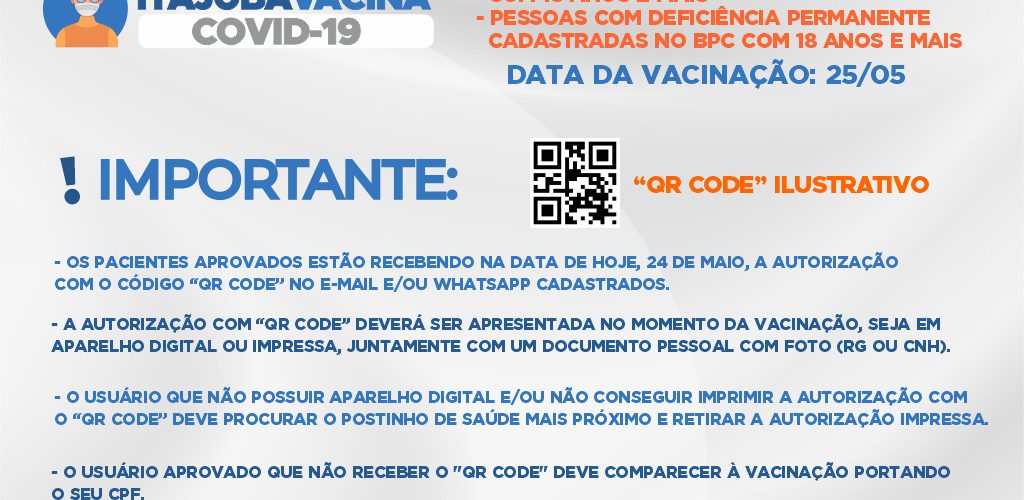 ITAJUBÁVACINA
COVID-19
- PESSOAS COM DEFICIÊNCIA PERMANENTE
CADASTRADAS NO BPC COM 18 ANOS E MAIS
DATA DA VACINAÇÃO: 25/05
! IMPORTANTE:
“QR CODE” ILUSTRATIVO
- OS PACIENTES APROVADOS ESTÃO RECEBENDO NA DATA DE HOJE, 24 DE MAIO, A AUTORIZAÇÃO
COM O CÓDIGO “QR CODE” NO E-MAIL E/OU WHATSAPP CADASTRADOS.
- A AUTORIZAÇÃO COM “QR CODE” DEVERÁ SER APRESENTADA NO MOMENTO DA VACINAÇÃO, SEJA EM
APARELHO DIGITAL OU IMPRESSA, JUNTAMENTE COM UM DOCUMENTO PESSOAL COM FOTO (RG OU CNH).
- O USUÁRIO QUE NÃO POSSUIR APARELHO DIGITAL E/OU NÃO CONSEGUIR IMPRIMIR A AUTORIZAÇÃO COM
O “QR CODE” DEVE PROCURAR O POSTINHO DE SAÚDE MAIS PRÓXIMO E RETIRAR A AUTORIZAÇÃO IMPRESSA.
- O USUÁRIO APROVADO QUE NÃO RECEBER O "QR CODE" DEVE COMPARECER À VACINAÇÃO PORTANDO
O SEU CPF.